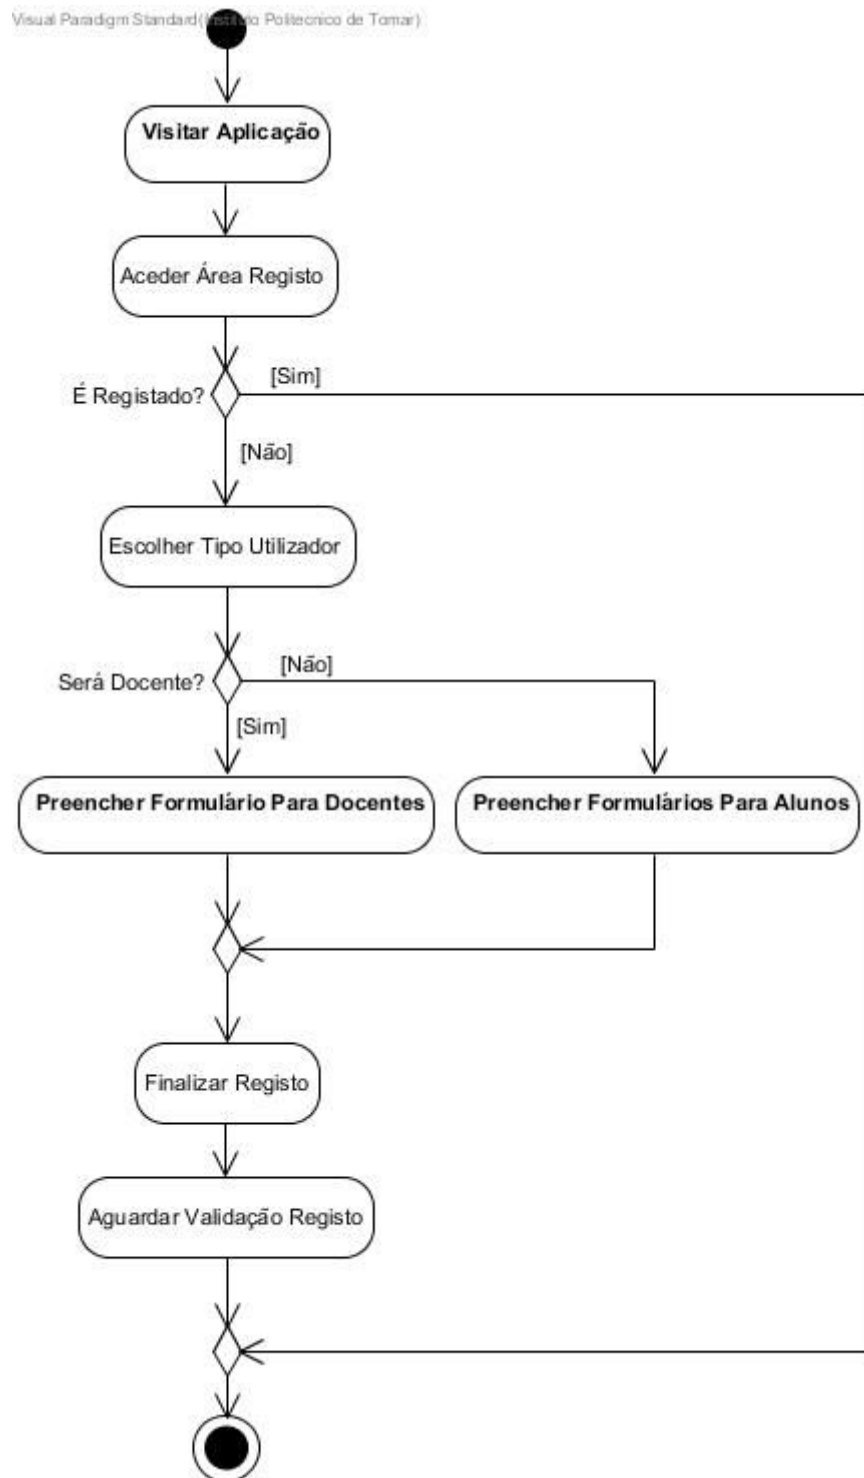 Visual Paradigm Standard(Instituto Politecnico de Tomar)
Visitar Aplicação
Aceder Área Registo
É Registado?
[Sim]
[Não]
Escolher Tipo Utilizador
Será Docente?
[Não]
[Sim]
Preencher Formulário Para Docentes
Preencher Formulários Para Alunos
Finalizar Registo
Aguardar Validação Registo